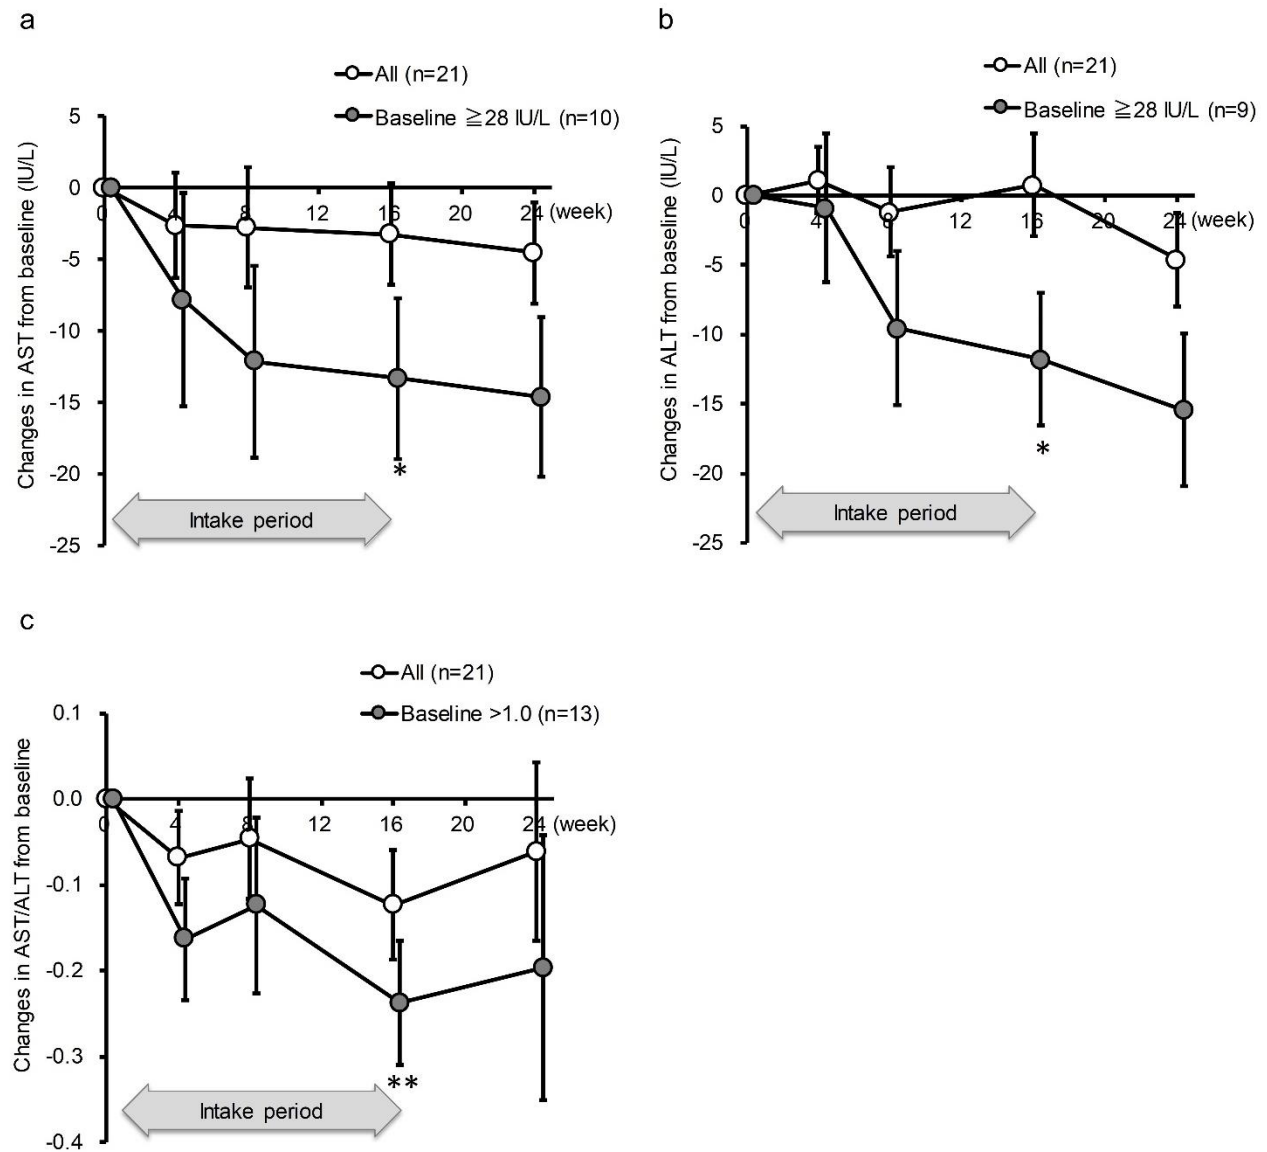 a
All (n=21)
Baseline ≧28 IU/L (n=10)
Changes in AST from baseline (IU/L)
5
0
-5
-10
-15
-20
-25
0 4 8 12 16 20 24 (week)
*
Intake period
b
All (n=21)
Baseline ≧28 IU/L (n=9)
Changes in ALT from baseline (IU/L)
5
0
-5
-10
-15
-20
-25
0 4 8 12 16 20 24 (week)
*
Intake period
c
All (n=21)
Baseline >1.0 (n=13)
Changes in AST/ALT from baseline
0.1
0.0
-0.1
-0.2
-0.3
-0.4
0 4 8 12 16 20 24 (week)
**
Intake period